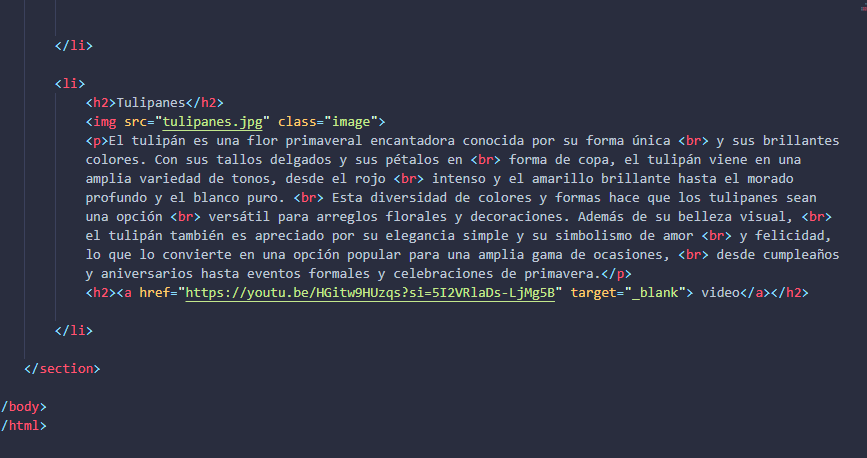 </li>
<li>
<h2>Tulipanes</h2>
<img src="tulipanes.jpg" class="image">
<p>El tulipán es una flor primaveral encantadora conocida por su forma única <br> y sus brillantes
colores. Con sus tallos delgados y sus pétalos en <br> forma de copa, el tulipán viene en una
amplia variedad de tonos, desde el rojo <br> intenso y el amarillo brillante hasta el morado
profundo y el blanco puro. <br> Esta diversidad de colores y formas hace que los tulipanes sean
una opción <br> versátil para arreglos florales y decoraciones. Además de su belleza visual, <br>
el tulipán también es apreciado por su elegancia simple y su simbolismo de amor <br> y felicidad,
lo que lo convierte en una opción popular para una amplia gama de ocasiones, <br> desde cumpleaños
y aniversarios hasta eventos formales y celebraciones de primavera.</p>
<h2><a href="https://youtu.be/HGitw9HUzqs?si=5I2VRlaDs-LjMg5B" target="_blank"> video</a></h2>
</li>
</section>
/body>
/html>